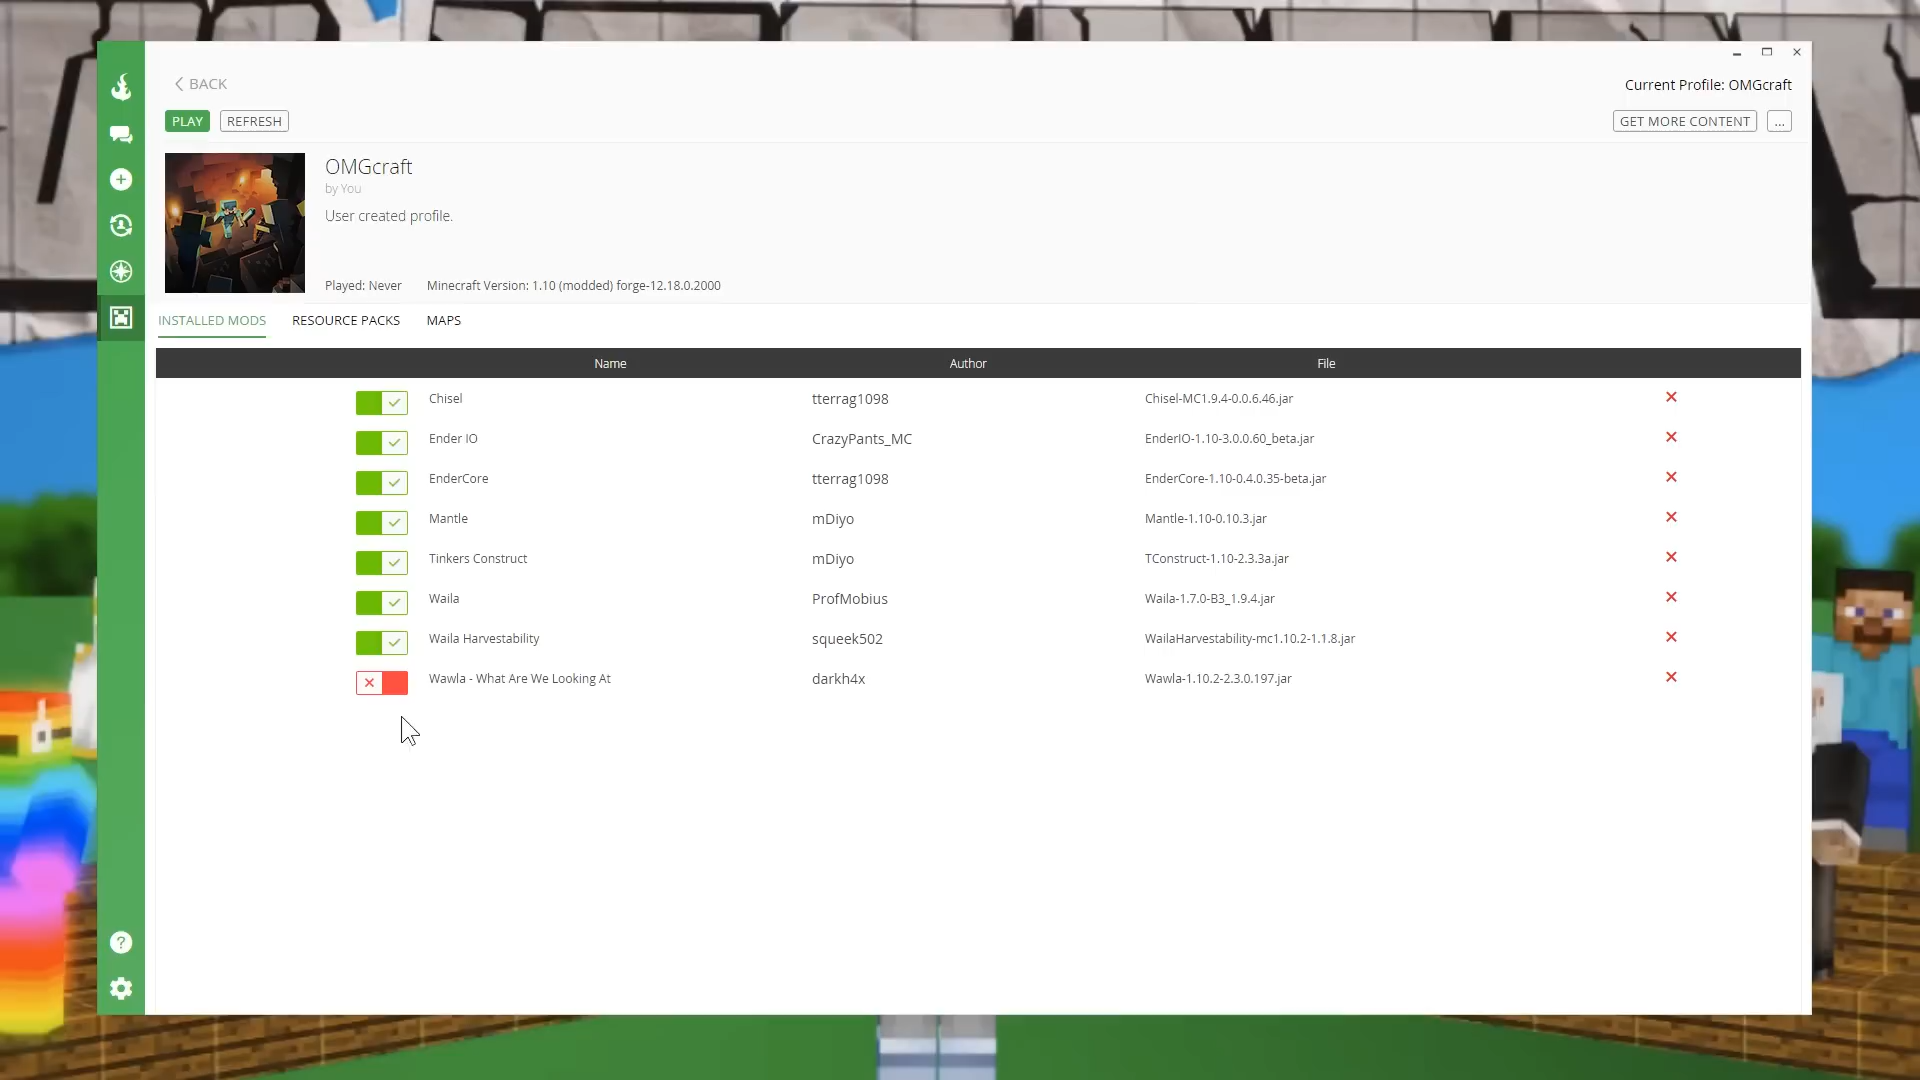 BACK
Current Profile: OMGcraft
PLAY REFRESH GET MORE CONTENT ...
OMGcraft
by You
User created profile.
Played: Never Minecraft Version: 1.10 (modded) forge-12.18.0.2000
INSTALLED MODS RESOURCE PACKS MAPS
Name Author File
Chisel tterrag1098 Chisel-MC1.9.4-0.0.6.46.jar
Ender IO CrazyPants_MC EnderIO-1.10-3.0.0.60_beta.jar
EnderCore tterrag1098 EnderCore-1.10-0.4.0.35-beta.jar
Mantle mDiyo Mantle-1.10-0.10.3.jar
Tinkers Construct mDiyo TConstruct-1.10-2.3.3a.jar
Waila ProfMobius Waila-1.7.0-B3_1.9.4.jar
Waila Harvestability squeek502 WailaHarvestability-mc1.10.2-1.1.8.jar
Wawla - What Are We Looking At darkh4x Wawla-1.10.2-2.3.0.197.jar